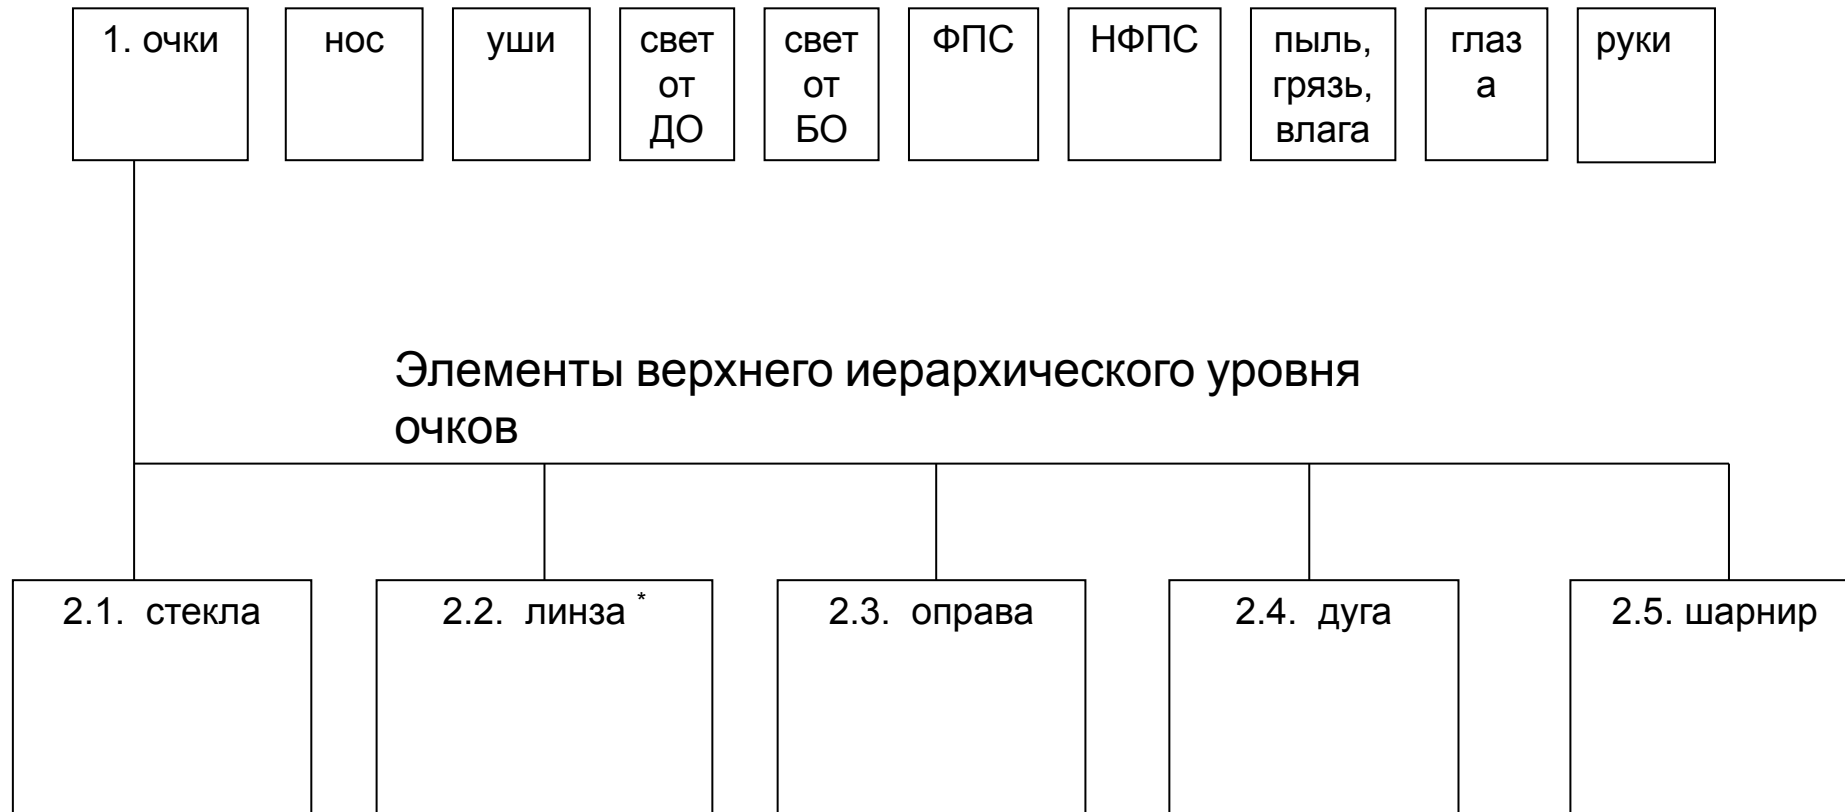 1. очки
нос
уши
свет
от
ДО
свет
от
БО
ФПС
НФПС
пыль,
грязь,
влага
глаз
а
руки
Элементы верхнего иерархического уровня
очков
2.1. стекла
2.2. линза *
2.3. оправа
2.4. дуга
2.5. шарнир